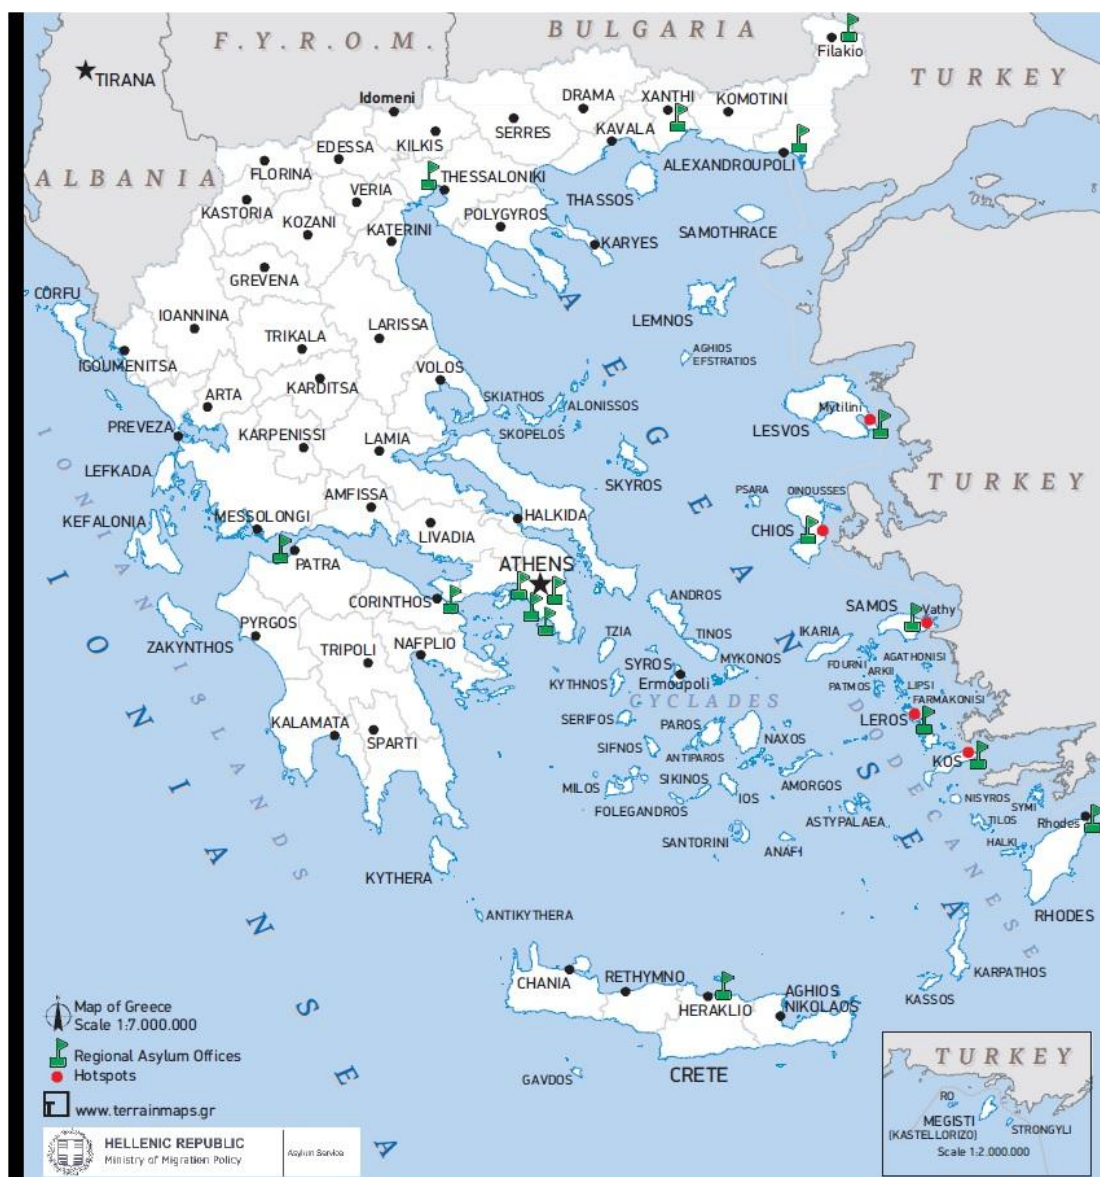 BULGARIA
F.Y.R.O.M.
Filakio
TIRANA
TURKEY
Idomeni
DRAMA
XANTHI
KOMOTINI
SERRES
KAVALA
KILKIS
EDESSA
ALEXANDROUPOLI
FLORINA
ALBANIA
THESSALONIKI
VERIA
THASSOS
KASTORIA
POLYGYROS
KOZANI
SAMOTHRACE
KATERINI
KARYES
GREVENA
CORFU
IOANNINA
LEMNOS
LARISSA
TRIKALA
AGHIOS
EFSTRATIOS
IGOUMENITSA
VOLOS
KARDITSA
ARTA
SKIATHOS
ALONISSOS
Mytilini
PREVEZA
SKOPELOS
LESVOS
KARPENISSI
LAMIA
LEFKADA
TURKEY
SKYROS
PSARA
OINOUSSES
AMFISSA
KEFALONIA
MESSOLONGI
HALKIDA
CHIOS
LIVADIA
PATRA
ATHENS
CORINTHOS
ANDROS
SAMOS
Vathy
PYRGOS
ZAKYNTHOS
TZIA
TINOS
IKARIA
NAFPLIO
TRIPOLI
SYROS
MYKONOS
FOURNI
AGATHONISI
ARKII
Ermoupoli
KYTHNOS
PATMOS
LIPSI
CYCLADES
FARMAKONISI
SERIFOS
PAROS
LEROS
KALAMATA
SPARTI
NAXOS
SIFNOS
ANTIPAROS
KOS
MILOS
SIKINOS
AMORGOS
IOS
NISYROS
SYMI
FOLEGANDROS
ASTYPALAEA
TILOS
Rhodes
SANTORINI
ANAFI
HALKI
KYTHERA
RHODES
ANTIKYTHERA
AEGEAN SEA
IONIAN SEA
IONIAN ISLANDS
DODECANESE
KARPATHOS
CHANIA
RETHYMNO
KASSOS
HERAKLIO
AGHIOS
NIKOLAOS
GAVDOS
CRETE
Map of Greece
Scale 1:7.000.000
Regional Asylum Offices
Hotspots
www.terrainmaps.gr
HELLENIC REPUBLIC
Ministry of Migration Policy
Asylum Service
TURKEY
RO
MEGISTI
(KASTELLORIZO)
STRONGYLI
Scale 1:2.000.000